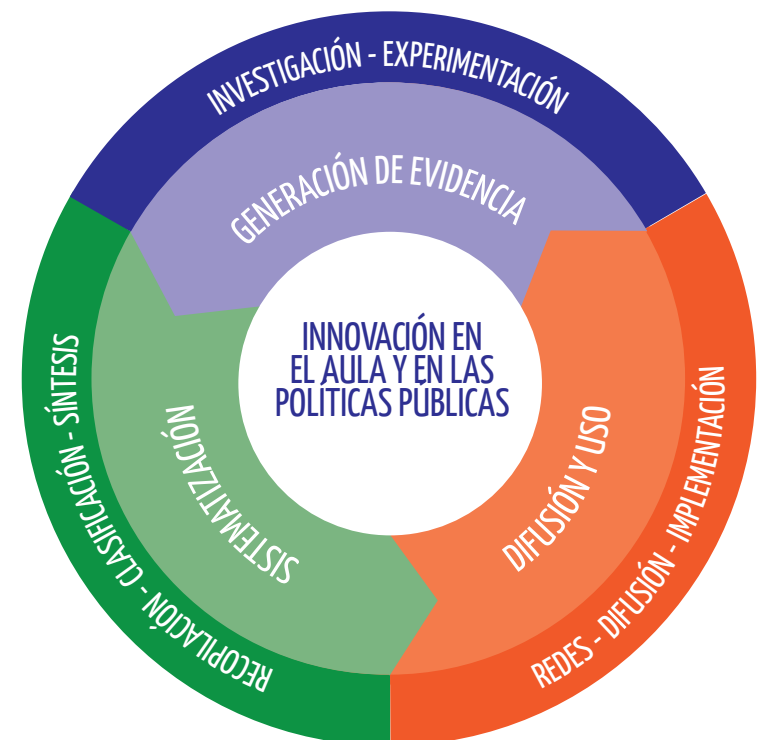 INVESTIGACIÓN - EXPERIMENTACIÓN
GENERACIÓN DE EVIDENCIA
INNOVACIÓN EN
EL AULA Y EN LAS
POLÍTICAS PÚBLICAS
DIFUSIÓN Y USO
REDES - DIFUSIÓN - IMPLEMENTACIÓN
SISTEMATIZACIÓN
RECOPILACIÓN - CLASIFICACIÓN - SÍNTESIS